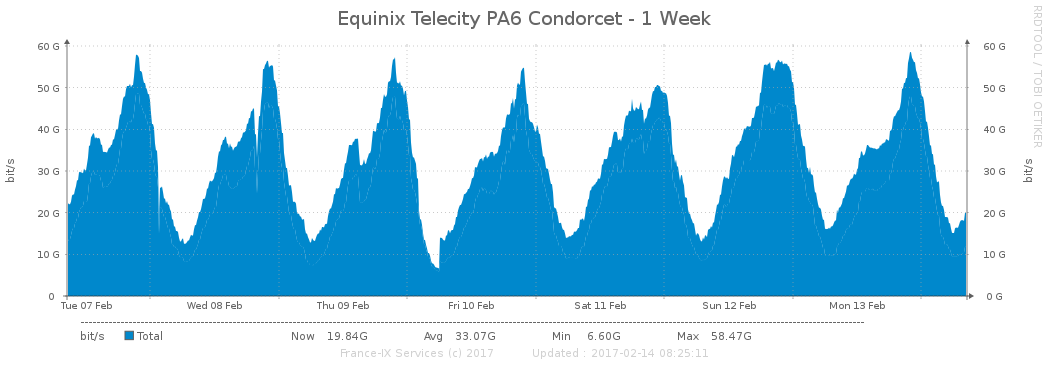 Equinix Telecity PA6 Condorcet - 1 Week
RRDTOOL / TOBI OETIKER
bit/s
60 G 60 G
50 G 50 G
40 G 40 G
30 G 30 G
20 G 20 G
10 G 10 G
0 0 G
bit/s
Tue 07 Feb Wed 08 Feb Thu 09 Feb Fri 10 Feb Sat 11 Feb Sun 12 Feb Mon 13 Feb
bit/s Total Now 19.84G Avg 33.07G Min 6.60G Max 58.47G
France-IX Services (c) 2017 Updated : 2017-02-14 08:25:11